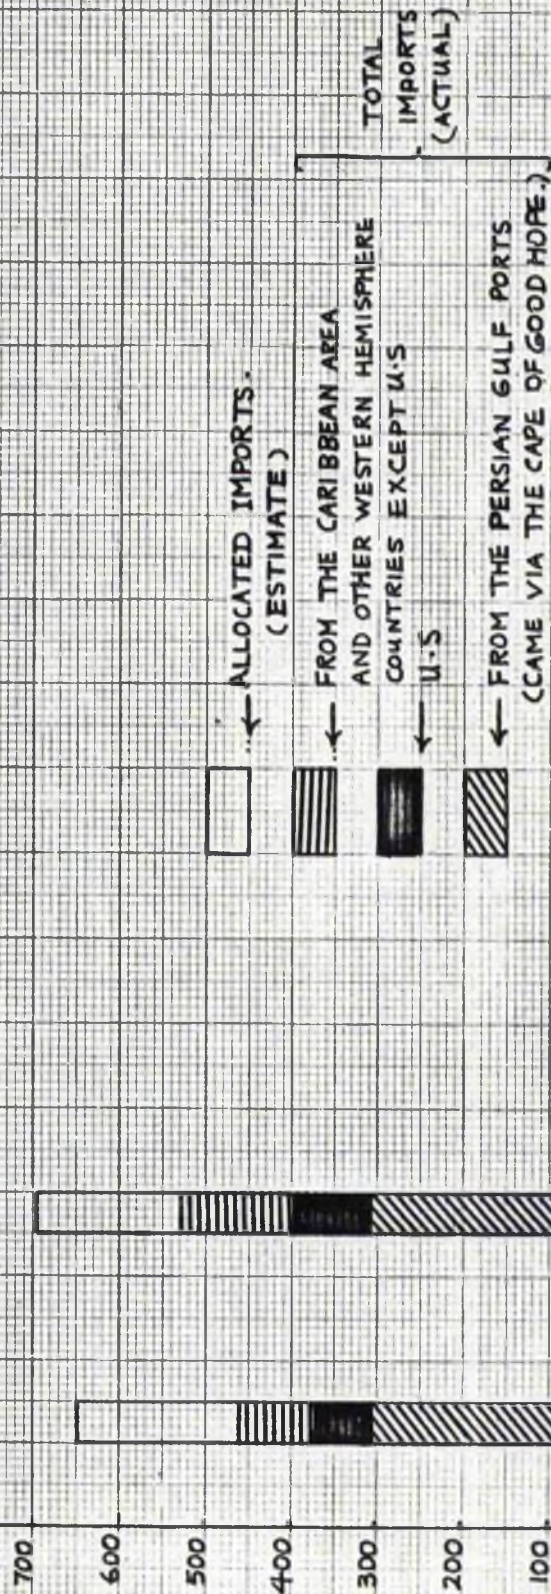 700
600
500
400
300
200
100
ALLOCATED IMPORTS.
(ESTIMATE)
FROM THE CARIBBEAN AREA
AND OTHER WESTERN HEMISPHERE
COUNTRIES EXCEPT U.S
U.S
FROM THE PERSIAN GULF PORTS
(CAME VIA THE CAPE OF GOOD HOPE.)
TOTAL
IMPORTS
(ACTUAL)